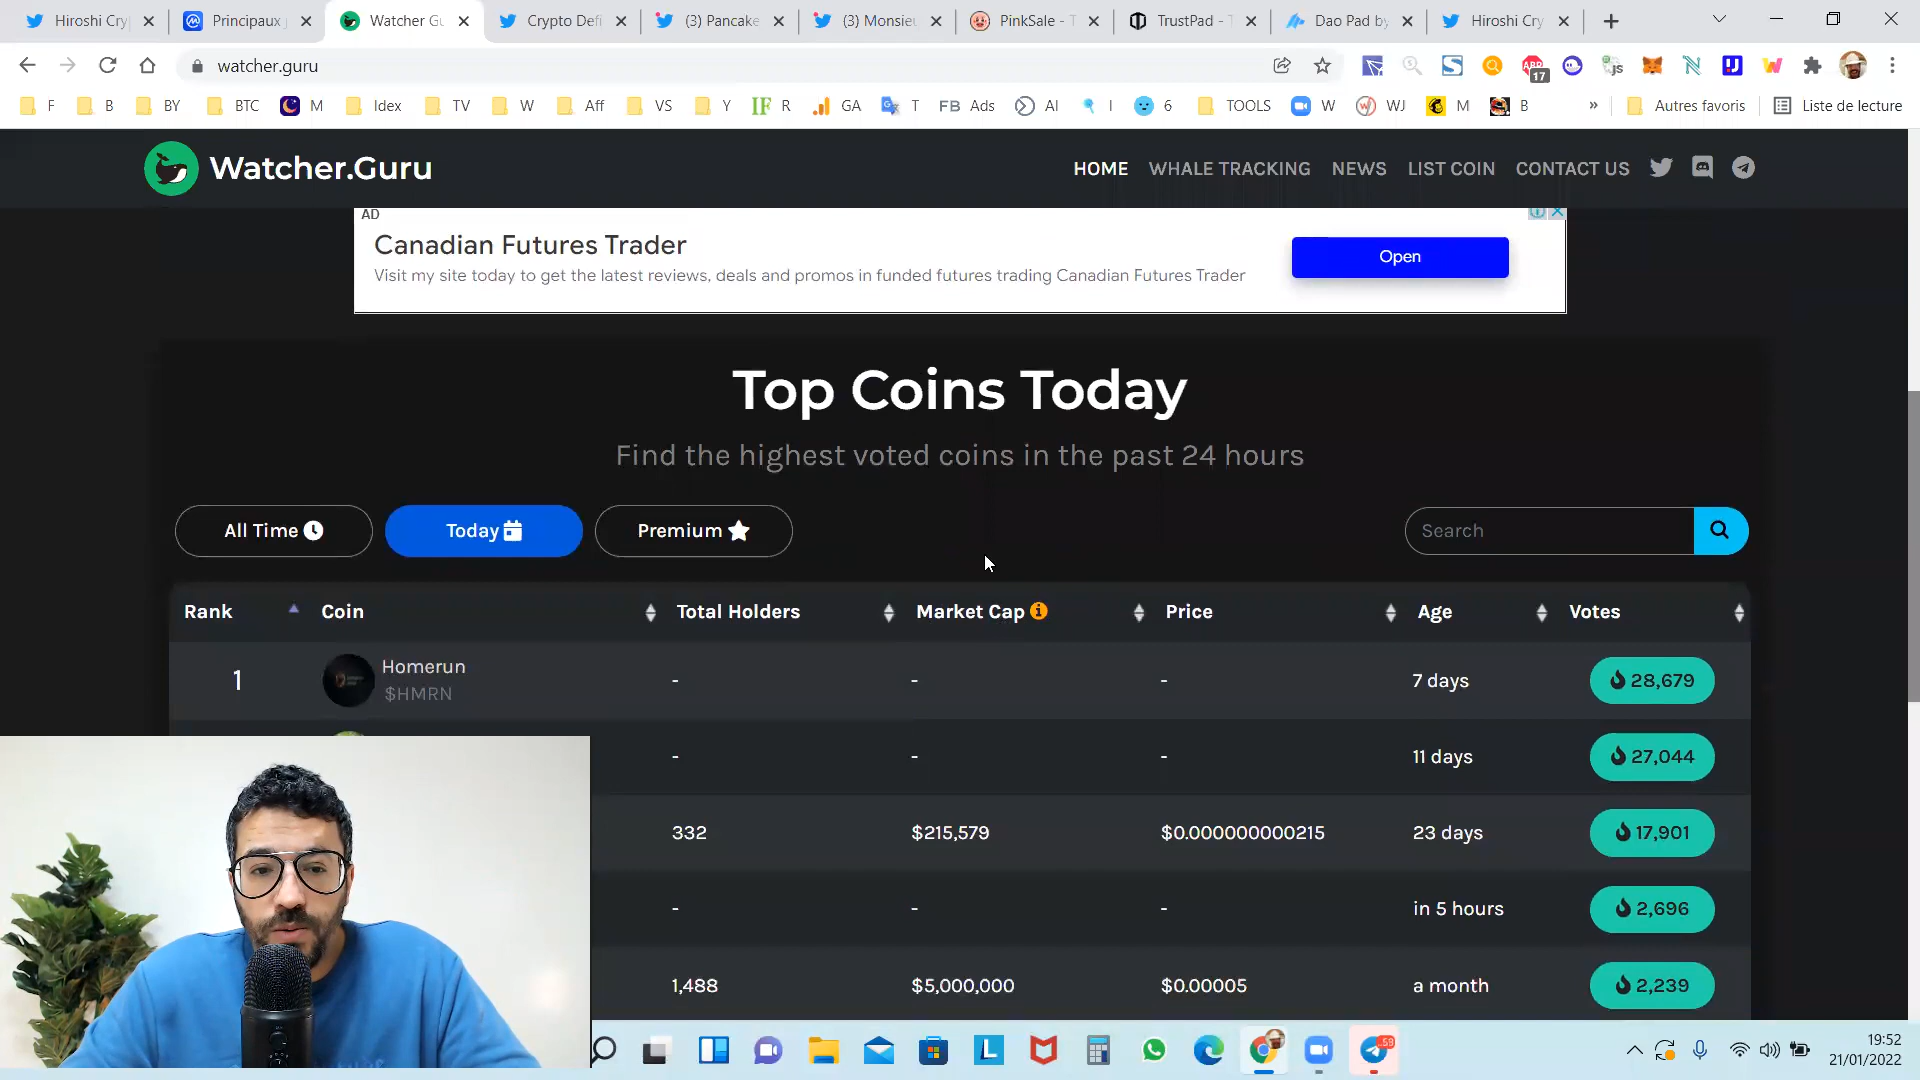 Hiroshi Cry
Principaux
Watcher Gu
Crypto Defi
(3) Pancake
(3) Monsieu
PinkSale - T
TrustPad - T
Dao Pad by
Hiroshi Cry
watcher.guru
17
F
B
BY
BTC
M
Idex
TV
W
Aff
VS
Y
IF R
GA
T
FB Ads
AI
I
6
TOOLS
W
WJ
M
B
»
Autres favoris
Liste de lecture
Watcher.Guru
HOME
WHALE TRACKING
NEWS
LIST COIN
CONTACT US
AD
Canadian Futures Trader
Visit my site today to get the latest reviews, deals and promos in funded futures trading Canadian Futures Trader
Open
Top Coins Today
Find the highest voted coins in the past 24 hours
All Time
Today
Premium
Search
Rank
Coin
Total Holders
Market Cap
Price
Age
Votes
1
Homerun
$HMRN
-
-
-
7 days
28,679
-
-
-
11 days
27,044
332
$215,579
$0.000000000215
23 days
17,901
-
-
-
in 5 hours
2,696
1,488
$5,000,000
$0.00005
a month
2,239
L
59
19:52
21/01/2022